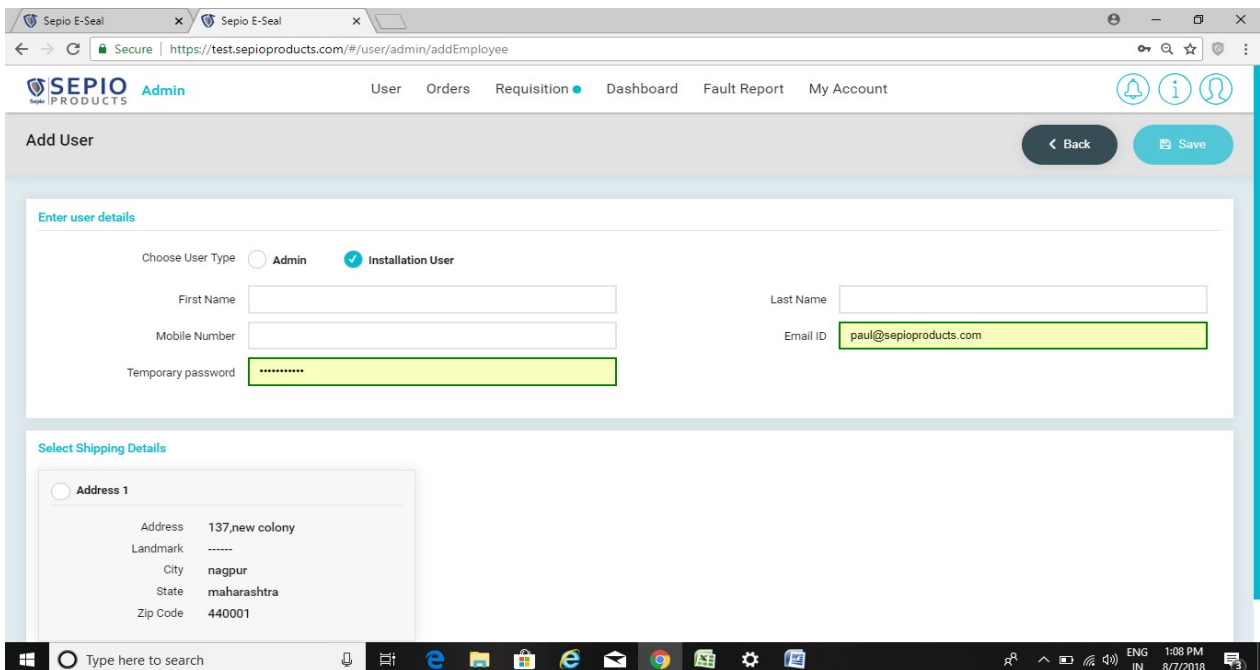 Sepio E-Seal
Sepio E-Seal
Secure https://test.sepioproducts.com/#/user/admin/addEmployee
SEPIO
Sepio PRODUCTS
Admin
User Orders Requisition Dashboard Fault Report My Account
Add User
Back
Save
Enter user details
Choose User Type Admin Installation User
First Name
Last Name
Mobile Number
Email ID paul@sepioproducts.com
Temporary password •••••••••••
Select Shipping Details
Address 1
Address 137,new colony
Landmark ------
City nagpur
State maharashtra
Zip Code 440001
Type here to search
ENG
IN
1:08 PM
8/7/2018
3